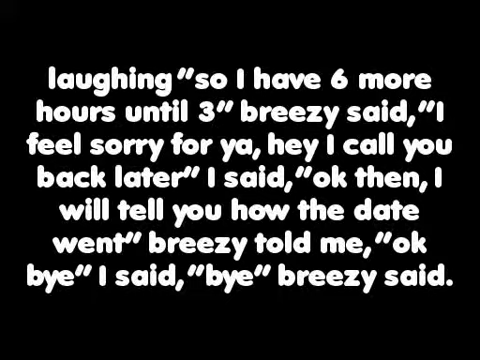 laughing"so I have 6 more
hours until 3" breezy said,"I
feel sorry for ya, hey I call you
back later" I said,"ok then, I
will tell you how the date
went" breezy told me,"ok
bye" I said,"bye" breezy said.